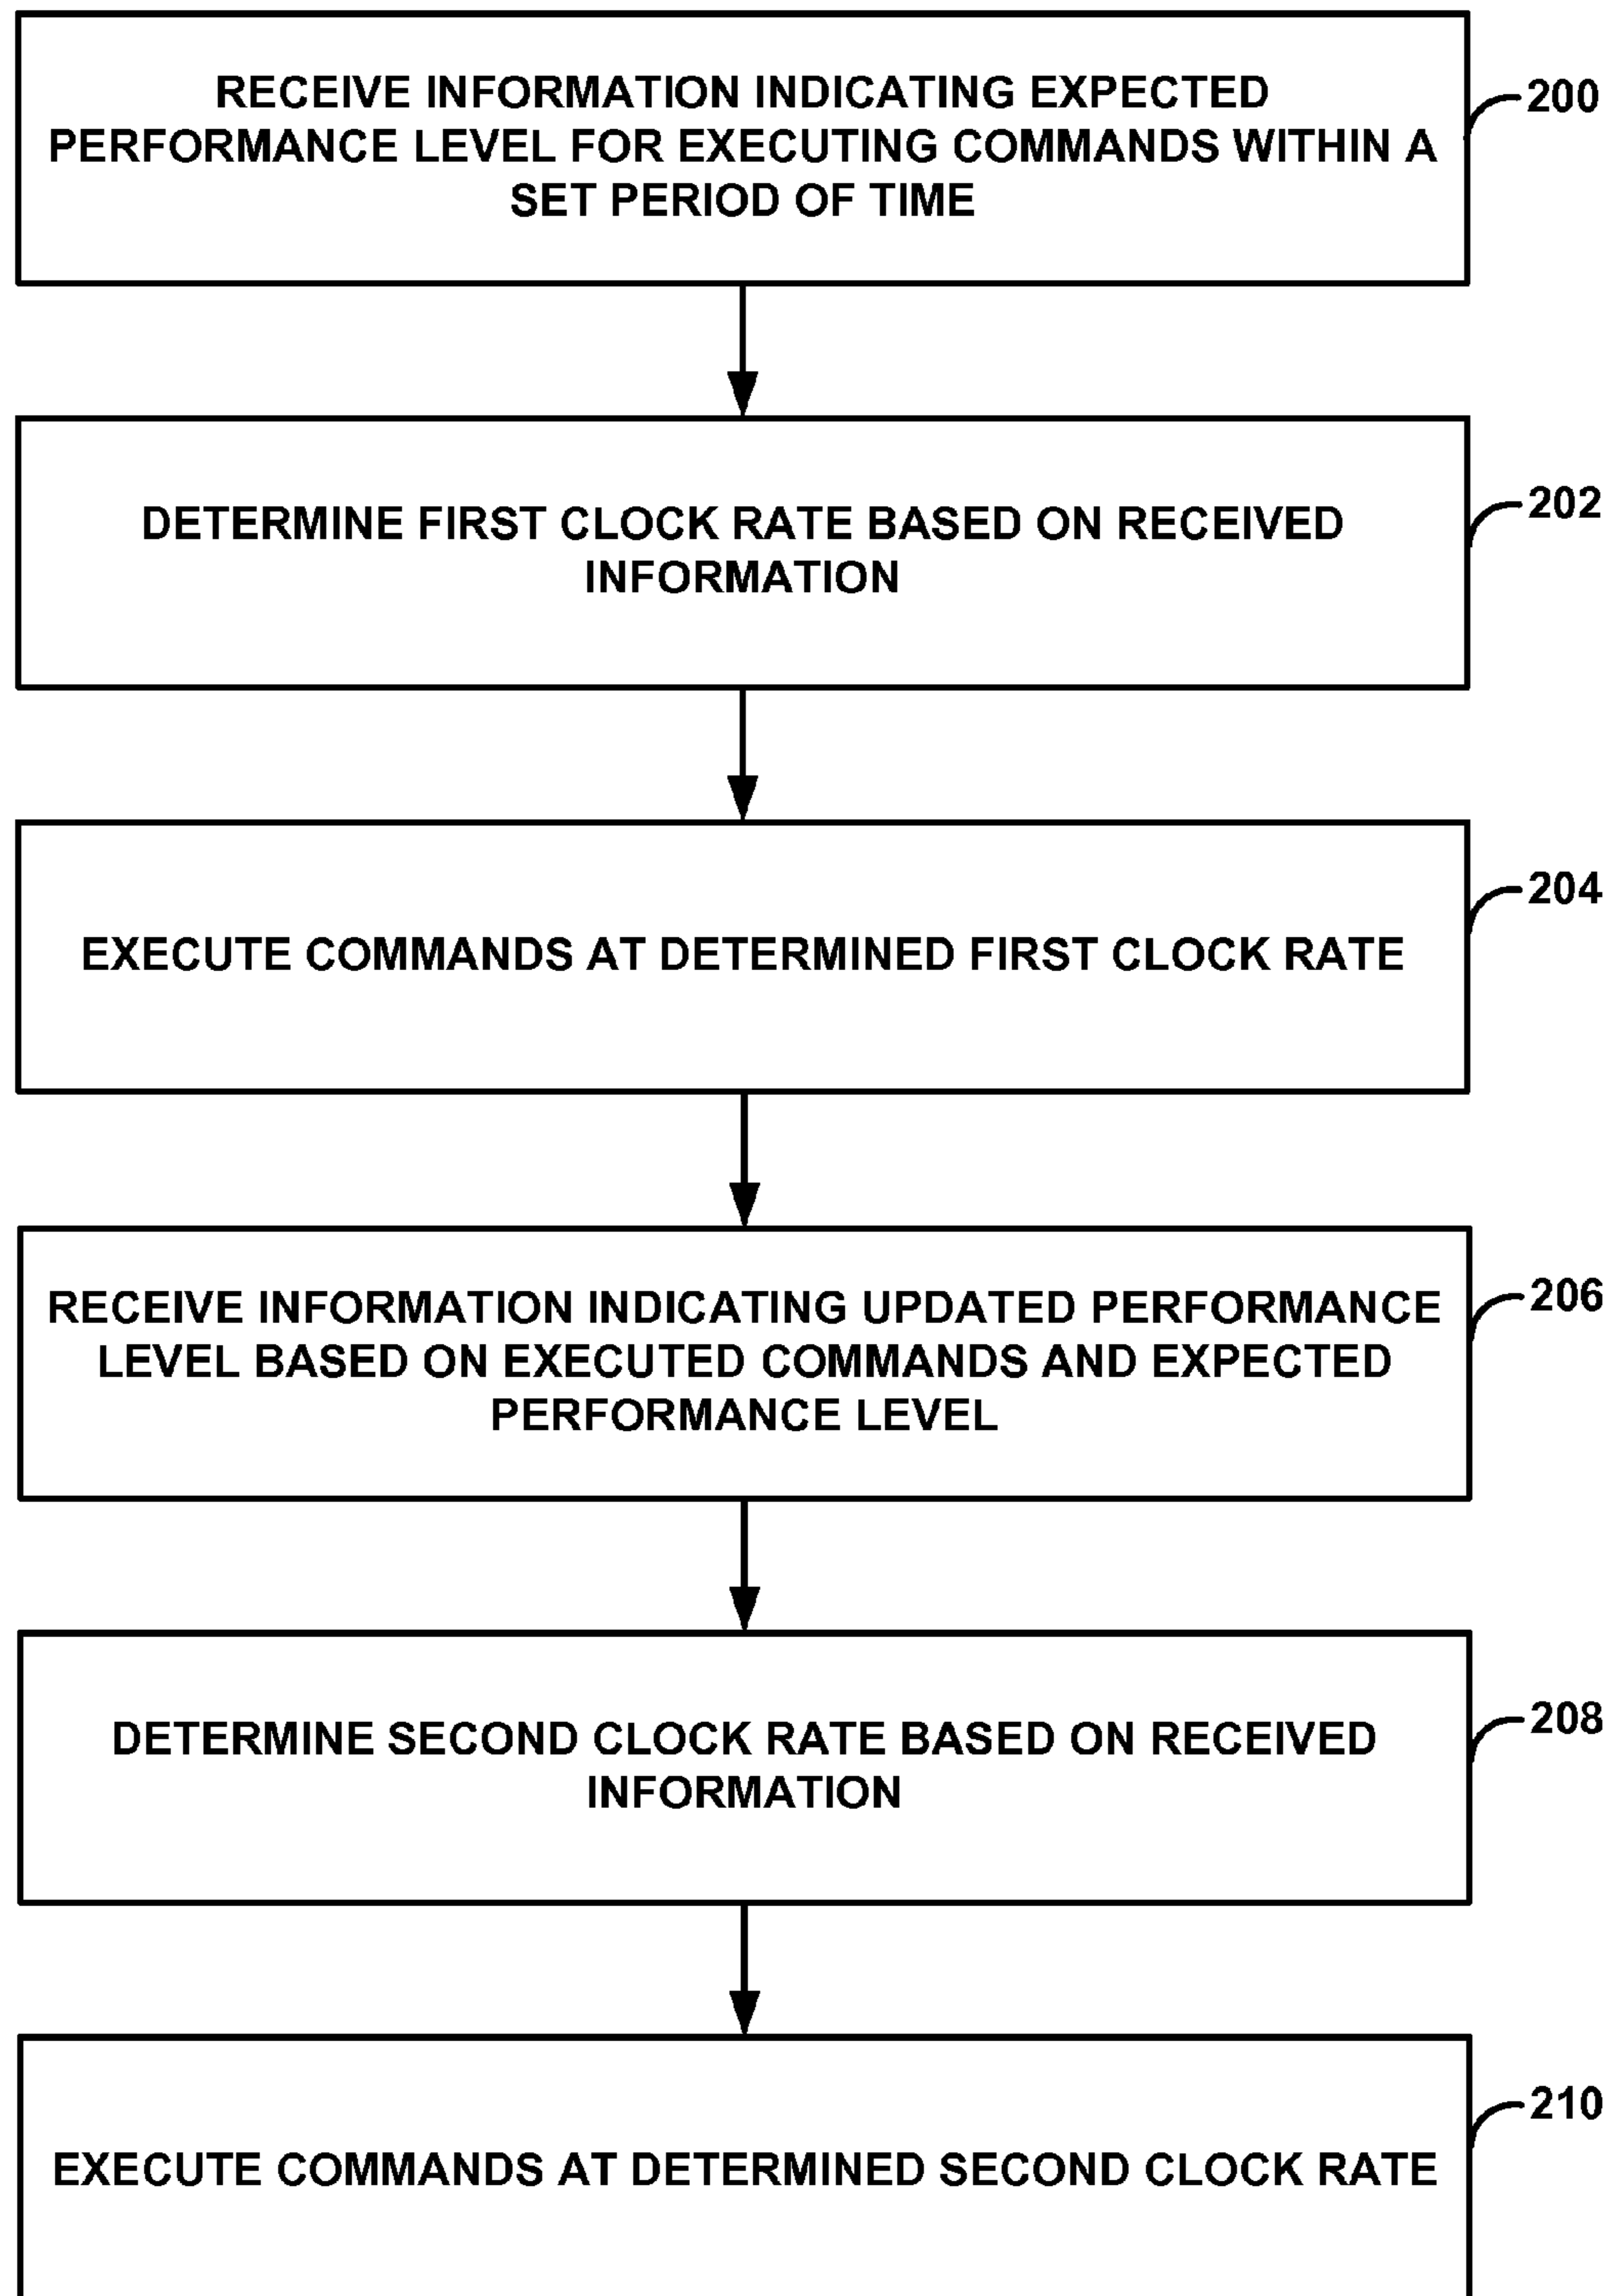 RECEIVE INFORMATION INDICATING EXPECTED
PERFORMANCE LEVEL FOR EXECUTING COMMANDS WITHIN A
SET PERIOD OF TIME
200
DETERMINE FIRST CLOCK RATE BASED ON RECEIVED
INFORMATION
202
EXECUTE COMMANDS AT DETERMINED FIRST CLOCK RATE
204
RECEIVE INFORMATION INDICATING UPDATED PERFORMANCE
LEVEL BASED ON EXECUTED COMMANDS AND EXPECTED
PERFORMANCE LEVEL
206
DETERMINE SECOND CLOCK RATE BASED ON RECEIVED
INFORMATION
208
EXECUTE COMMANDS AT DETERMINED SECOND CLOCK RATE
210